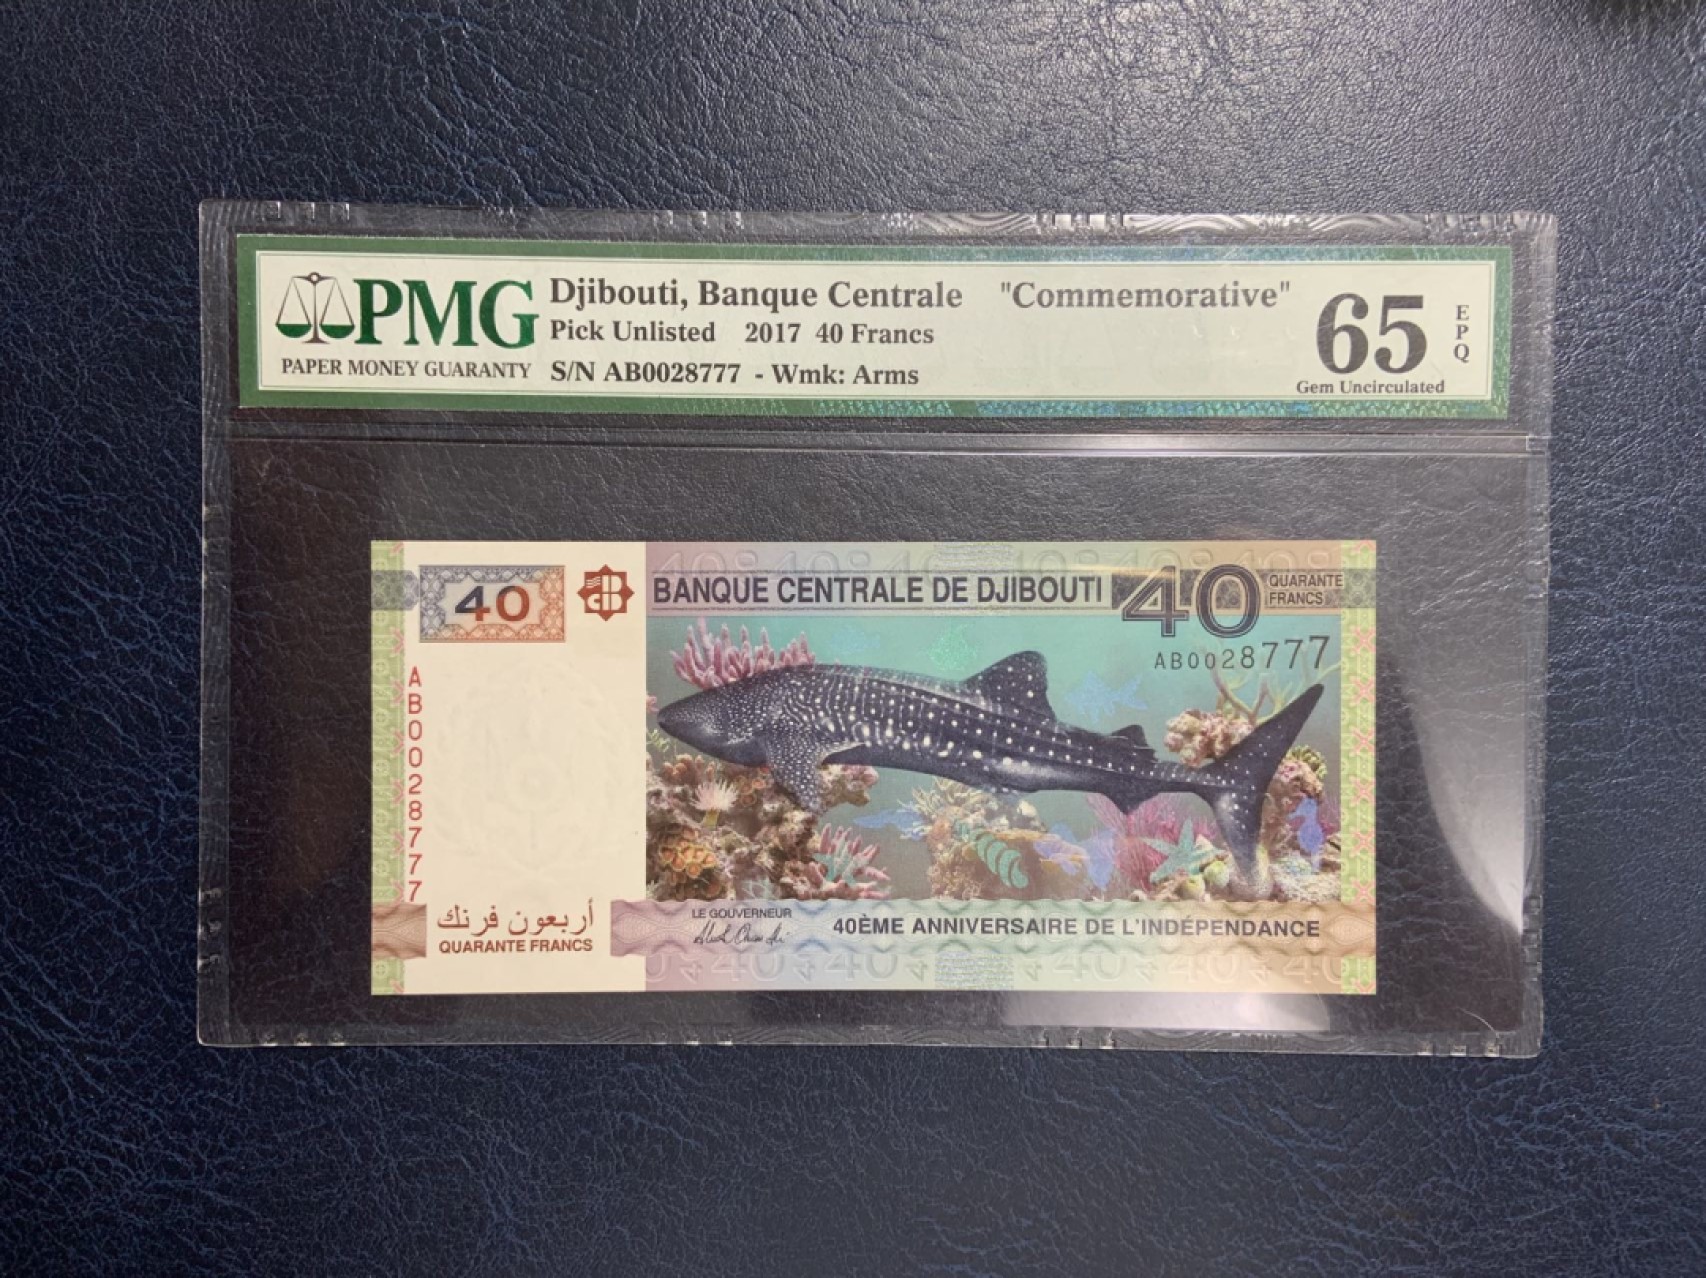 PMG
PAPER MONEY GUARANTY
Djibouti, Banque Centrale "Commemorative"
Pick Unlisted 2017 40 Francs
S/N AB0028777 - Wmk: Arms
65
EPQ
Gem Uncirculated
40
BANQUE CENTRALE DE DJIBOUTI
40
QUARANTE
FRANCS
AB0028777
AB0028777
أربعون فرنك
QUARANTE FRANCS
LE GOUVERNEUR
40ÈME ANNIVERSAIRE DE L'INDÉPENDANCE